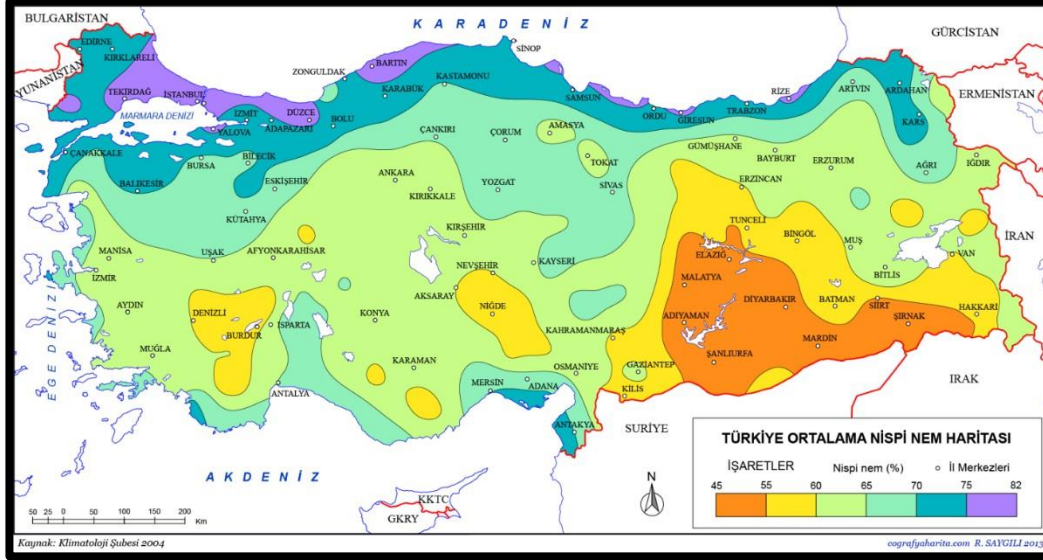 BULGARİSTAN
KARADENİZ
GÜRCİSTAN
YUNANİSTAN
ERMENİSTAN
EDİRNE
KIRKLARELİ
TEKİRDAĞ
İSTANBUL
MARMARA DENİZİ
YALOVA
İZMİT
ADAPAZARI
DÜZCE
ZONGULDAK
BARTIN
KARABÜK
KASTAMONU
SİNOP
BOLU
SAMSUN
ORDU
GİRESUN
TRABZON
RİZE
ARTVİN
ARDAHAN
KARS
ÇANAKKALE
BALIKESİR
BURSA
BİLECİK
ESKİŞEHİR
KÜTAHYA
ÇANKIRI
ÇORUM
AMASYA
TOKAT
GÜMÜŞHANE
BAYBURT
ERZURUM
AĞRI
IĞDIR
ANKARA
KIRIKKALE
YOZGAT
SİVAS
ERZİNCAN
TUNCELİ
BİNGÖL
MUŞ
VAN
İRAN
MANİSA
İZMİR
UŞAK
AFYONKARAHİSAR
KIRŞEHİR
NEVŞEHİR
KAYSERİ
AKSARAY
ELAZIĞ
MALATYA
BİTLİS
EGE DENİZİ
AYDIN
DENİZLİ
BURDUR
ISPARTA
KONYA
NİĞDE
KAHRAMANMARAŞ
ADIYAMAN
DİYARBAKIR
BATMAN
SİİRT
ŞIRNAK
HAKKARİ
MUĞLA
ANTALYA
KARAMAN
MERSİN
ADANA
OSMANİYE
GAZİANTEP
KİLİS
ŞANLIURFA
MARDİN
ANTAKYA
SURİYE
IRAK
AKDENİZ
KKTC
GKRY
N
TÜRKİYE ORTALAMA NISPİ NEM HARİTASI
İŞARETLER Nispi nem (%) İl Merkezleri
45 55 60 65 70 75 82
50 25 0 50 100 150 200
Km
Kaynak: Klimatoloji Şubesi 2004
cografyaharita.com R. SAYGILI 2013